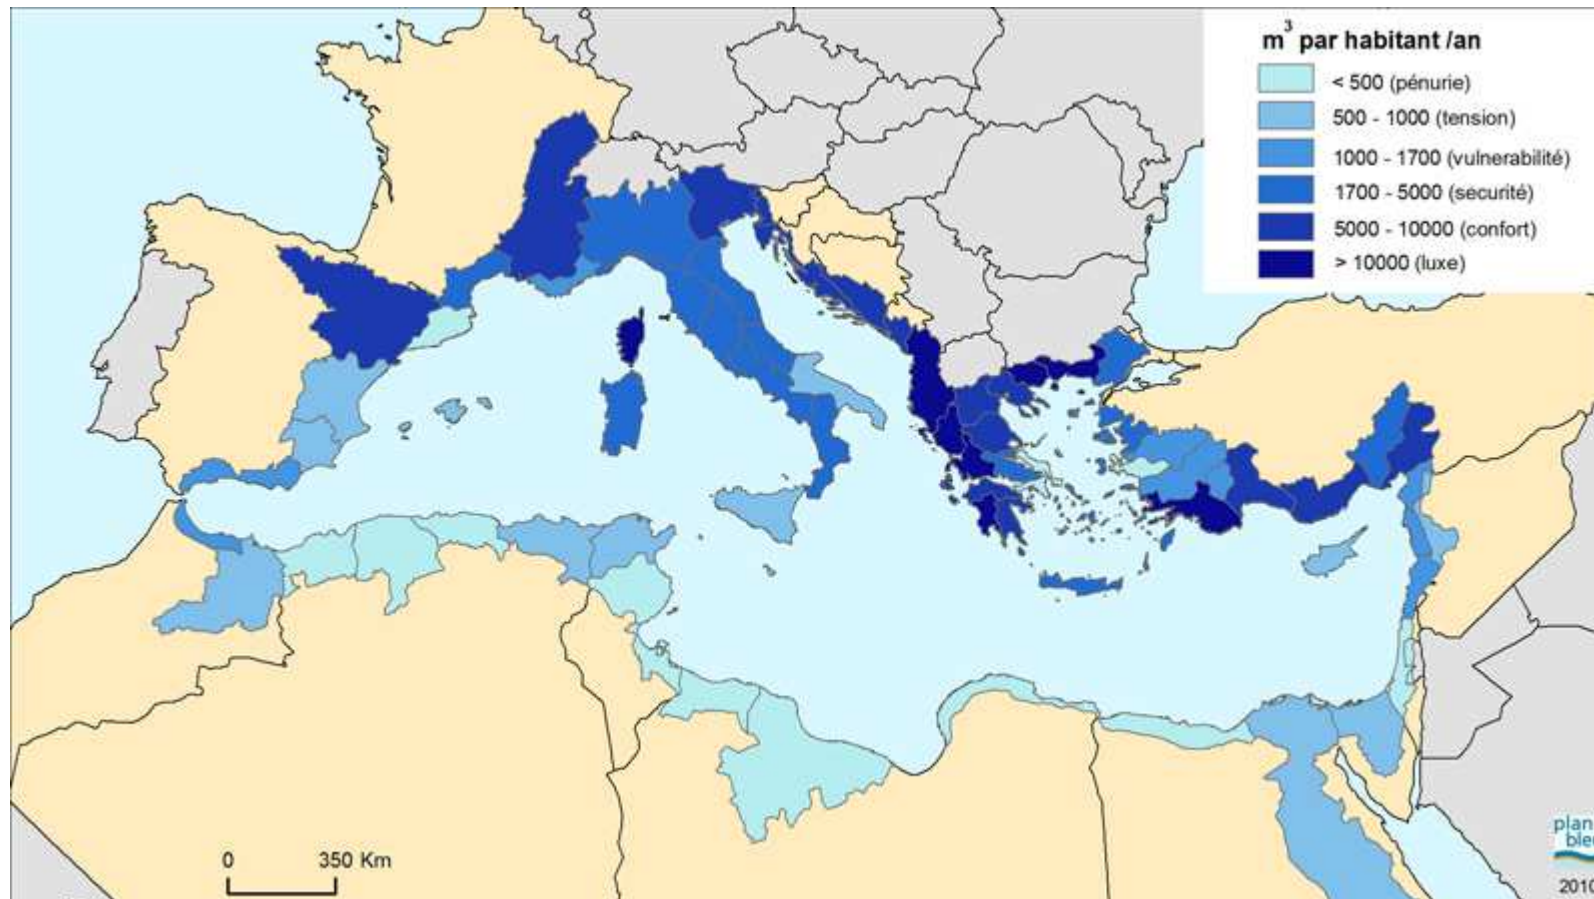 m³ par habitant /an
< 500 (pénurie)
500 - 1000 (tension)
1000 - 1700 (vulnerabilité)
1700 - 5000 (sécurité)
5000 - 10000 (confort)
> 10000 (luxe)
0 350 Km
plan
bleu
2010